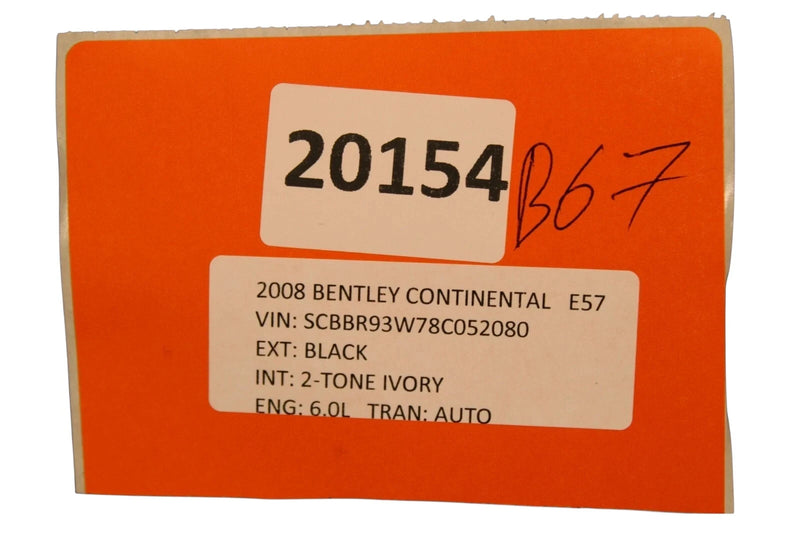 20154
B67
2008 BENTLEY CONTINENTAL E57
VIN: SCBBR93W78C052080
EXT: BLACK
INT: 2-TONE IVORY
ENG: 6.0L TRAN: AUTO